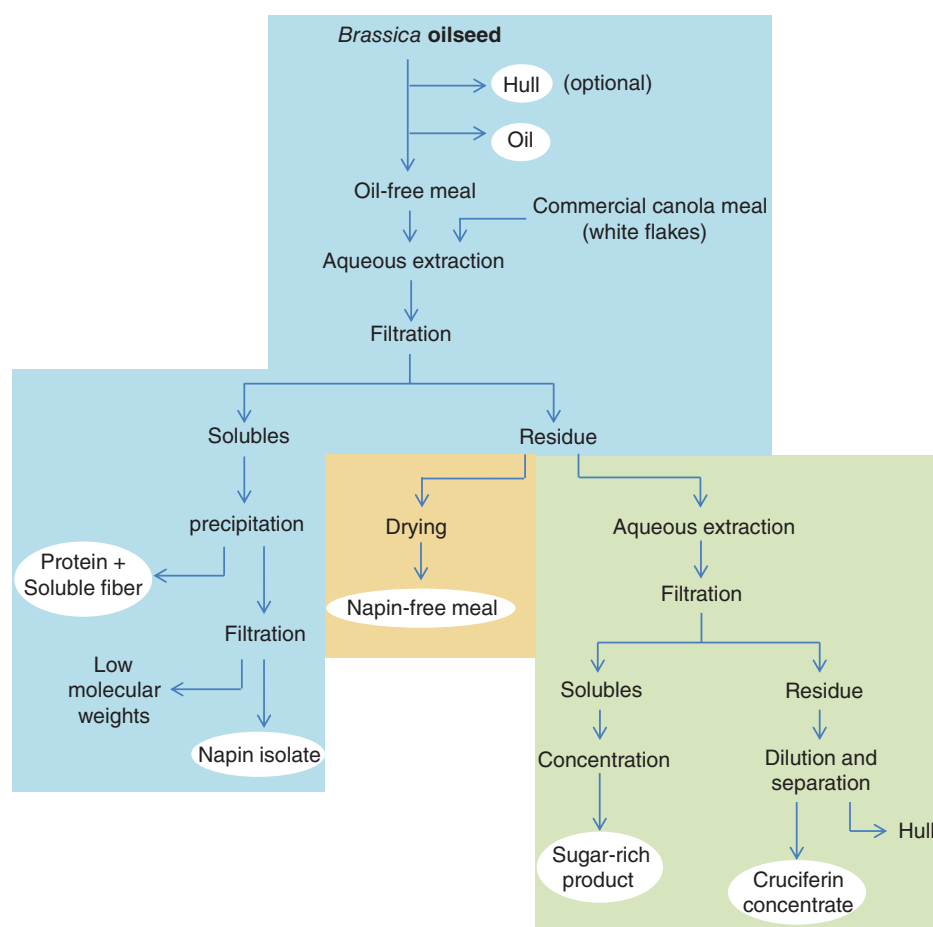 Brassica oilseed
Hull (optional)
Oil
Oil-free meal
Commercial canola meal
(white flakes)
Aqueous extraction
Filtration
Solubles
Residue
precipitation
Protein +
Soluble fiber
Filtration
Low
molecular
weights
Napin isolate
Drying
Napin-free meal
Aqueous extraction
Filtration
Solubles
Residue
Concentration
Dilution and
separation
Hull
Sugar-rich
product
Cruciferin
concentrate